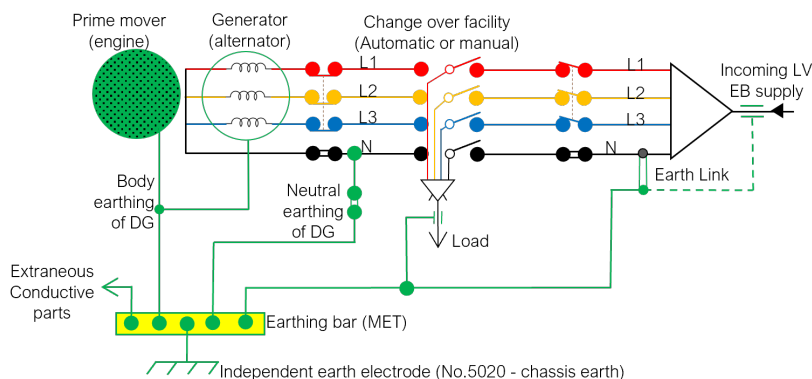 Prime mover
(engine)
Generator
(alternator)
Change over facility
(Automatic or manual)
L1
L1
Incoming LV
EB supply
L2
L2
L3
L3
N
N
Body
earthing
of DG
Neutral
earthing
of DG
Earth Link
Load
Extraneous
Conductive
parts
Earthing bar (MET)
Independent earth electrode (No.5020 - chassis earth)